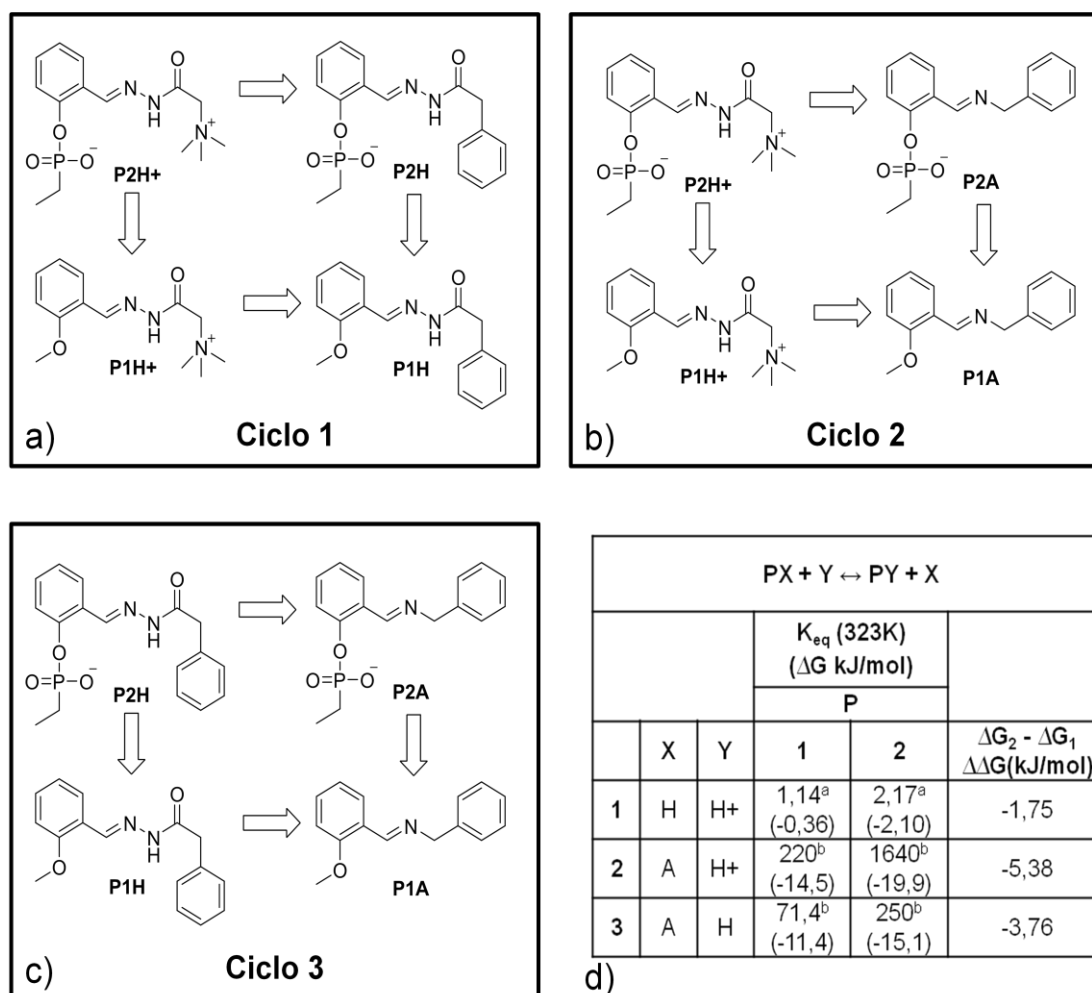 O
N
N
H
O
O=P-O⁻
N⁺
P2H+
O
N
N
H
O
O=P-O⁻
P2H
O
N
N
H
O
N⁺
P1H+
O
N
N
H
O
P1H
a)
Ciclo 1
O
N
N
H
O
O=P-O⁻
N⁺
P2H+
N
O
O=P-O⁻
P2A
O
N
N
H
O
N⁺
P1H+
N
O
P1A
b)
Ciclo 2
O
N
N
H
O
O=P-O⁻
P2H
N
O
O=P-O⁻
P2A
O
N
N
H
O
P1H
N
O
P1A
c)
Ciclo 3
PX + Y ↔ PY + X
Keq (323K)
(ΔG kJ/mol)
P
X Y 1 2 ΔG₂ - ΔG₁
ΔΔG(kJ/mol)
1 H H+ 1,14ᵃ 2,17ᵃ -1,75
(-0,36) (-2,10)
2 A H+ 220ᵇ 1640ᵇ -5,38
(-14,5) (-19,9)
3 A H 71,4ᵇ 250ᵇ -3,76
(-11,4) (-15,1)
d)